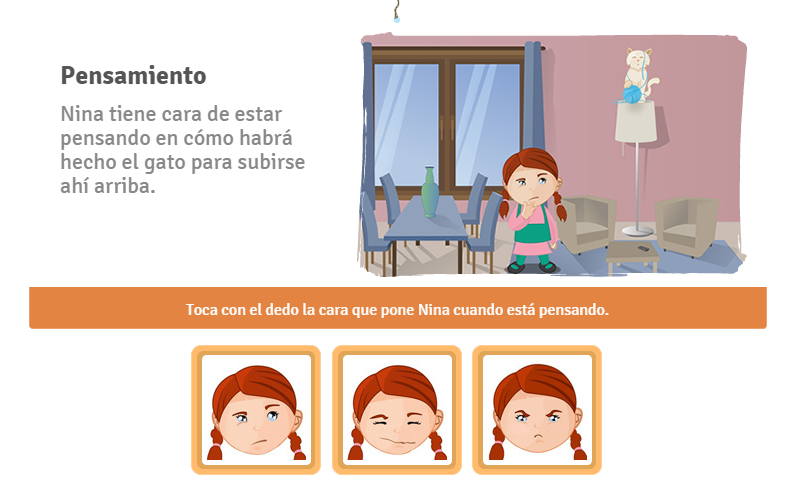 Pensamiento
Nina tiene cara de estar
pensando en cómo habrá
hecho el gato para subirse
ahí arriba.
Toca con el dedo la cara que pone Nina cuando está pensando.